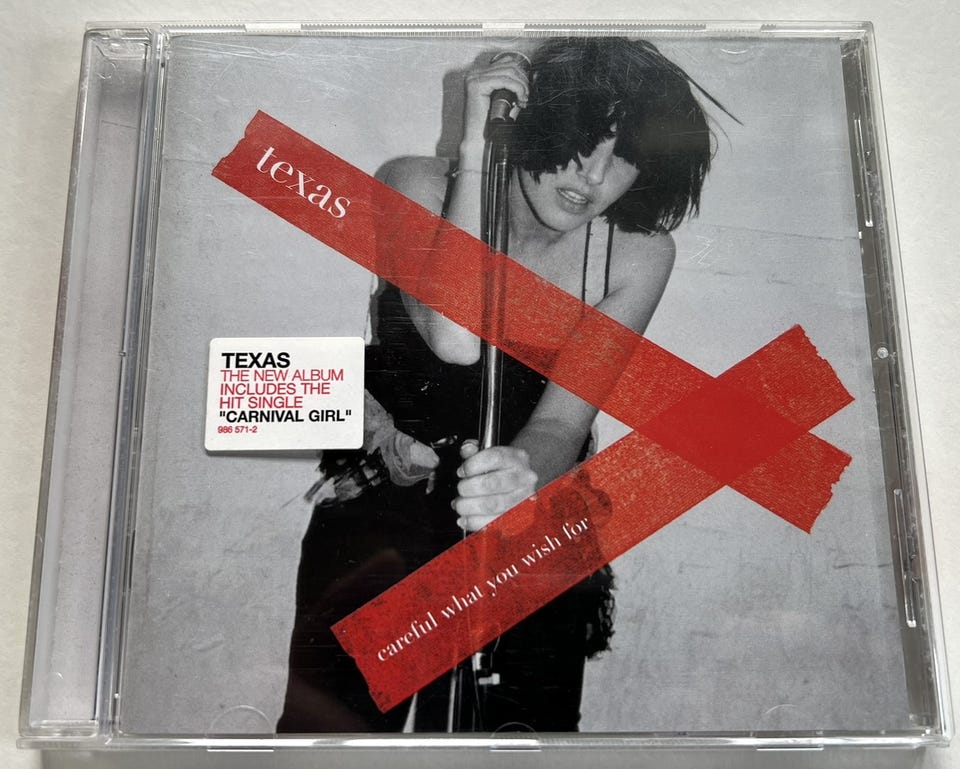 texas
TEXAS
THE NEW ALBUM
INCLUDES THE
HIT SINGLE
"CARNIVAL GIRL"
986 571-2
careful what you wish for